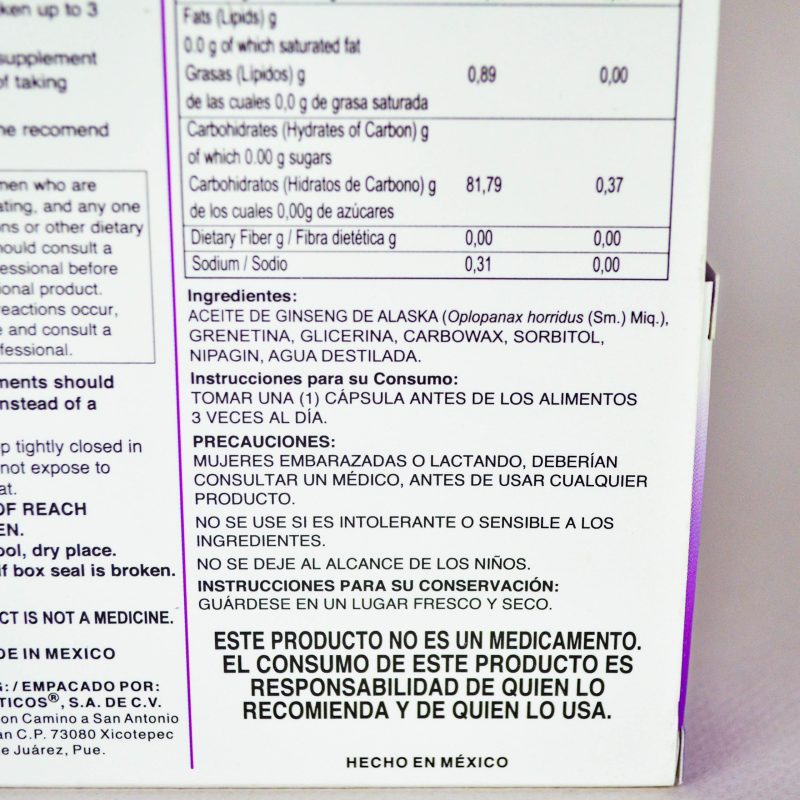 ken up to 3
supplement
of taking
ne recomend
men who are
ating, and any one
ns or other dietary
ould consult a
essional before
ional product.
reactions occur,
e and consult a
fessional.
ments should
nstead of a
p tightly closed in
not expose to
at.
OF REACH
EN.
ool, dry place.
if box seal is broken.
CT IS NOT A MEDICINE.
DE IN MEXICO
G: / EMPACADO POR:
TICOS®, S.A. DE C.V.
on Camino a San Antonio
an C.P. 73080 Xicotepec
e Juárez, Pue.
Fats (Lipids) g
0.0 g of which saturated fat
Grasas (Lípidos) g 0,89 0,00
de las cuales 0,0 g de grasa saturada
Carbohidrates (Hydrates of Carbon) g
of which 0.00 g sugars
Carbohidratos (Hidratos de Carbono) g 81,79 0,37
de los cuales 0,00g de azúcares
Dietary Fiber g / Fibra dietética g 0,00 0,00
Sodium / Sodio 0,31 0,00
Ingredientes:
ACEITE DE GINSENG DE ALASKA (Oplopanax horridus (Sm.) Miq.),
GRENETINA, GLICERINA, CARBOWAX, SORBITOL,
NIPAGIN, AGUA DESTILADA.
Instrucciones para su Consumo:
TOMAR UNA (1) CÁPSULA ANTES DE LOS ALIMENTOS
3 VECES AL DÍA.
PRECAUCIONES:
MUJERES EMBARAZADAS O LACTANDO, DEBERÍAN
CONSULTAR UN MÉDICO, ANTES DE USAR CUALQUIER
PRODUCTO.
NO SE USE SI ES INTOLERANTE O SENSIBLE A LOS
INGREDIENTES.
NO SE DEJE AL ALCANCE DE LOS NIÑOS.
INSTRUCCIONES PARA SU CONSERVACIÓN:
GUÁRDESE EN UN LUGAR FRESCO Y SECO.
ESTE PRODUCTO NO ES UN MEDICAMENTO.
EL CONSUMO DE ESTE PRODUCTO ES
RESPONSABILIDAD DE QUIEN LO
RECOMIENDA Y DE QUIEN LO USA.
HECHO EN MÉXICO